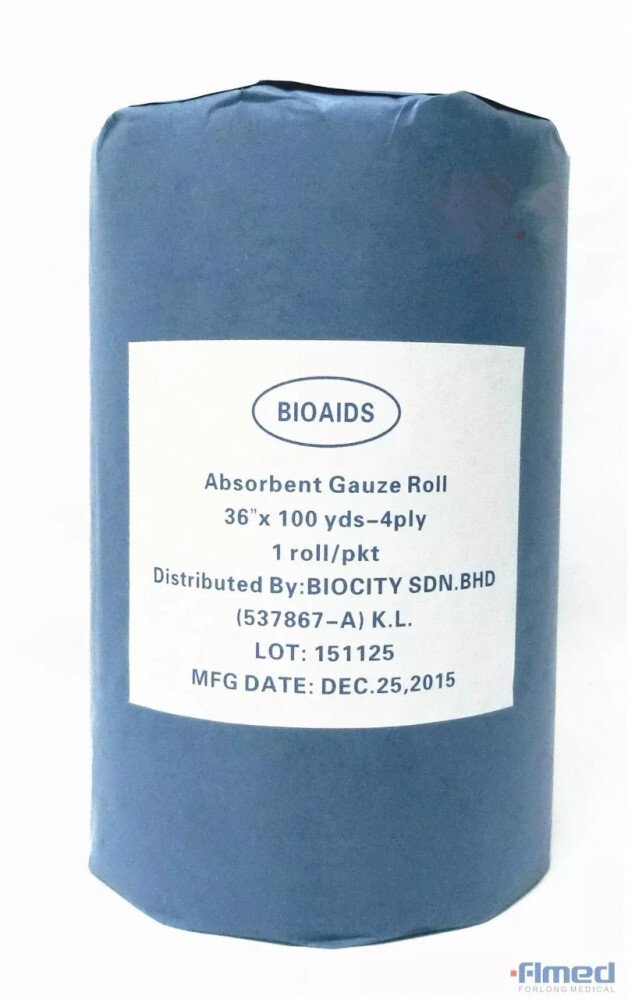 BIOAIDS
Absorbent Gauze Roll
36"x 100 yds-4ply
1 roll/pkt
Distributed By:BIOCITY SDN.BHD
(537867-A) K.L.
LOT: 151125
MFG DATE: DEC.25,2015
flmed
FORLONG MEDICAL